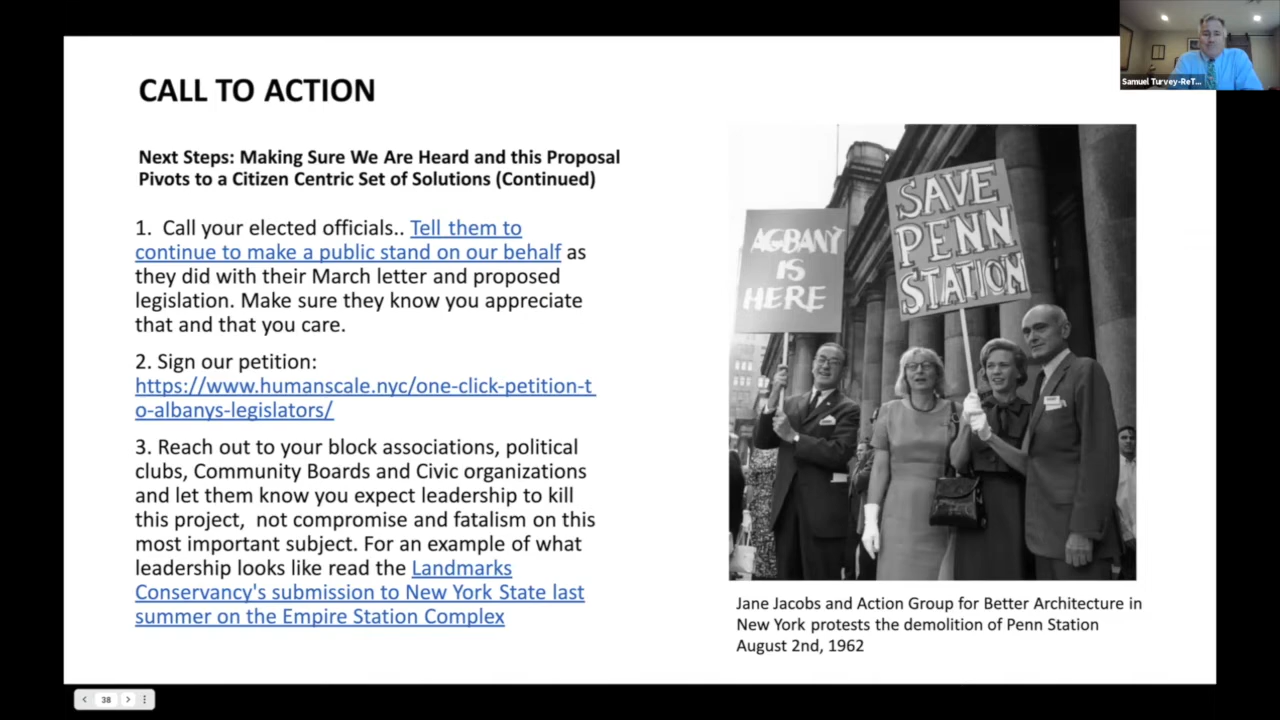 Samuel Turvey-ReT...
CALL TO ACTION
Next Steps: Making Sure We Are Heard and this Proposal
Pivots to a Citizen Centric Set of Solutions (Continued)
1. Call your elected officials.. Tell them to
continue to make a public stand on our behalf as
they did with their March letter and proposed
legislation. Make sure they know you appreciate
that and that you care.
2. Sign our petition:
https://www.humanscale.nyc/one-click-petition-t
o-albanys-legislators/
3. Reach out to your block associations, political
clubs, Community Boards and Civic organizations
and let them know you expect leadership to kill
this project, not compromise and fatalism on this
most important subject. For an example of what
leadership looks like read the Landmarks
Conservancy's submission to New York State last
summer on the Empire Station Complex
AGBANY
IS
HERE
SAVE
PENN
STATION
Jane Jacobs and Action Group for Better Architecture in
New York protests the demolition of Penn Station
August 2nd, 1962
38